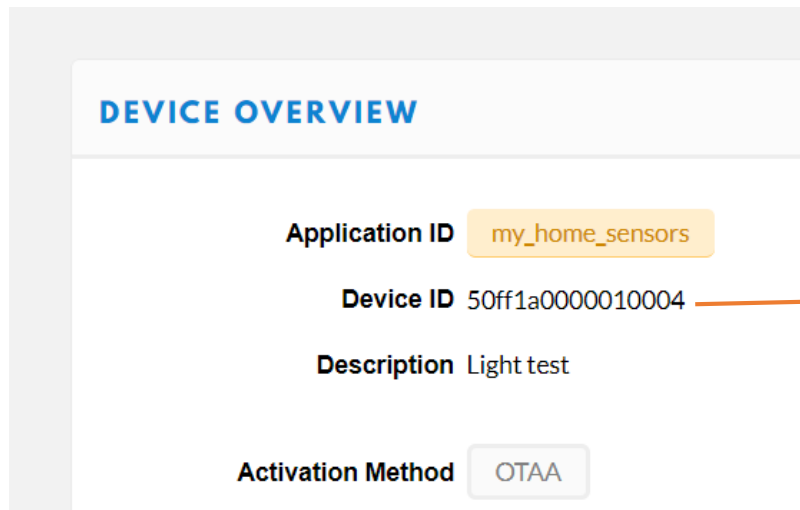 DEVICE OVERVIEW
Application ID my_home_sensors
Device ID 50ff1a0000010004
Description Light test
Activation Method OTAA